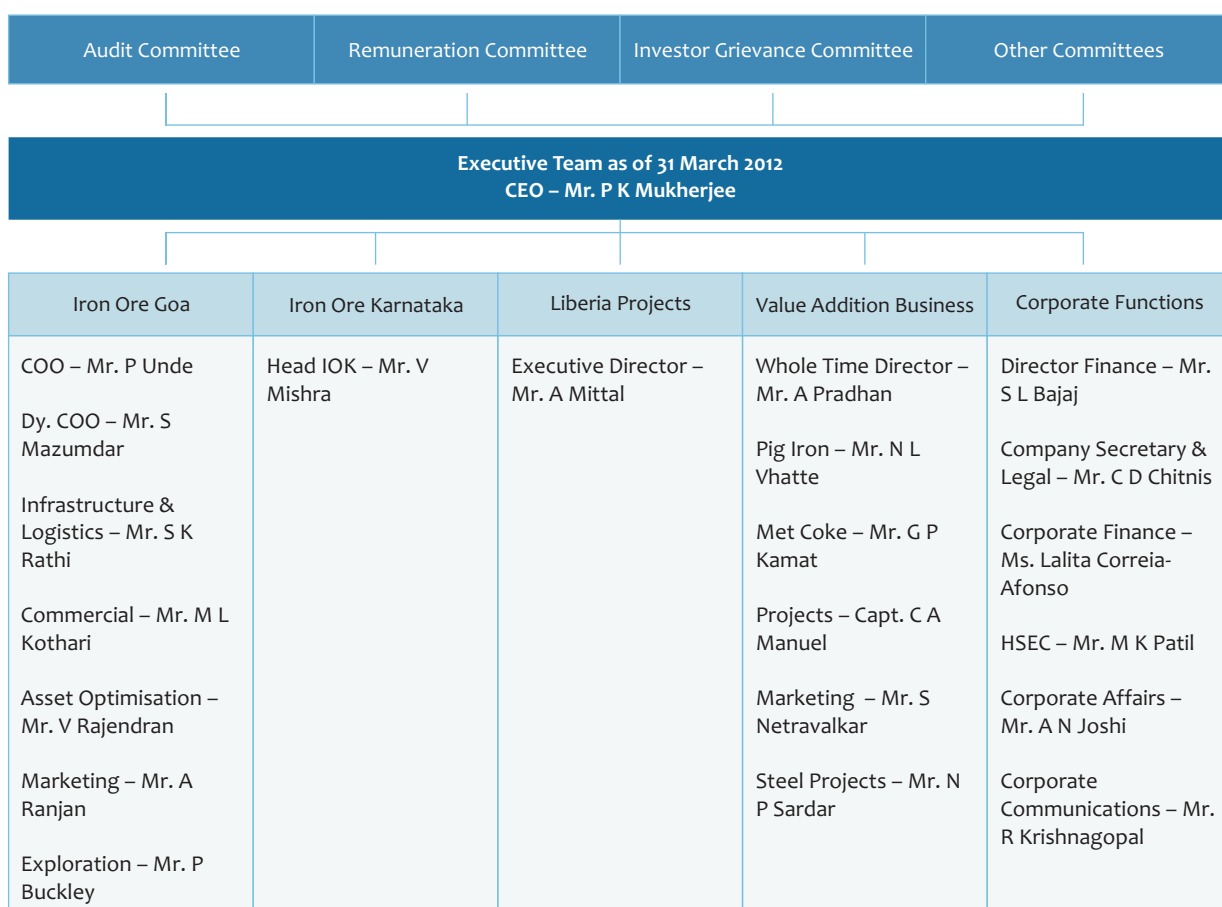 Audit Committee
Remuneration Committee
Investor Grievance Committee
Other Committees
Executive Team as of 31 March 2012
CEO – Mr. P K Mukherjee
Iron Ore Goa
COO – Mr. P Unde
Dy. COO – Mr. S
Mazumdar
Infrastructure &
Logistics – Mr. S K
Rathi
Commercial – Mr. M L
Kothari
Asset Optimisation –
Mr. V Rajendran
Marketing – Mr. A
Ranjan
Exploration – Mr. P
Buckley
Iron Ore Karnataka
Head IOK – Mr. V
Mishra
Liberia Projects
Executive Director –
Mr. A Mittal
Value Addition Business
Whole Time Director –
Mr. A Pradhan
Pig Iron – Mr. N L
Vhatte
Met Coke – Mr. G P
Kamat
Projects – Capt. C A
Manuel
Marketing – Mr. S
Netravalkar
Steel Projects – Mr. N
P Sardar
Corporate Functions
Director Finance – Mr.
S L Bajaj
Company Secretary &
Legal – Mr. C D Chitnis
Corporate Finance –
Ms. Lalita Correia-
Afonso
HSEC – Mr. M K Patil
Corporate Affairs –
Mr. A N Joshi
Corporate
Communications – Mr.
R Krishnagopal